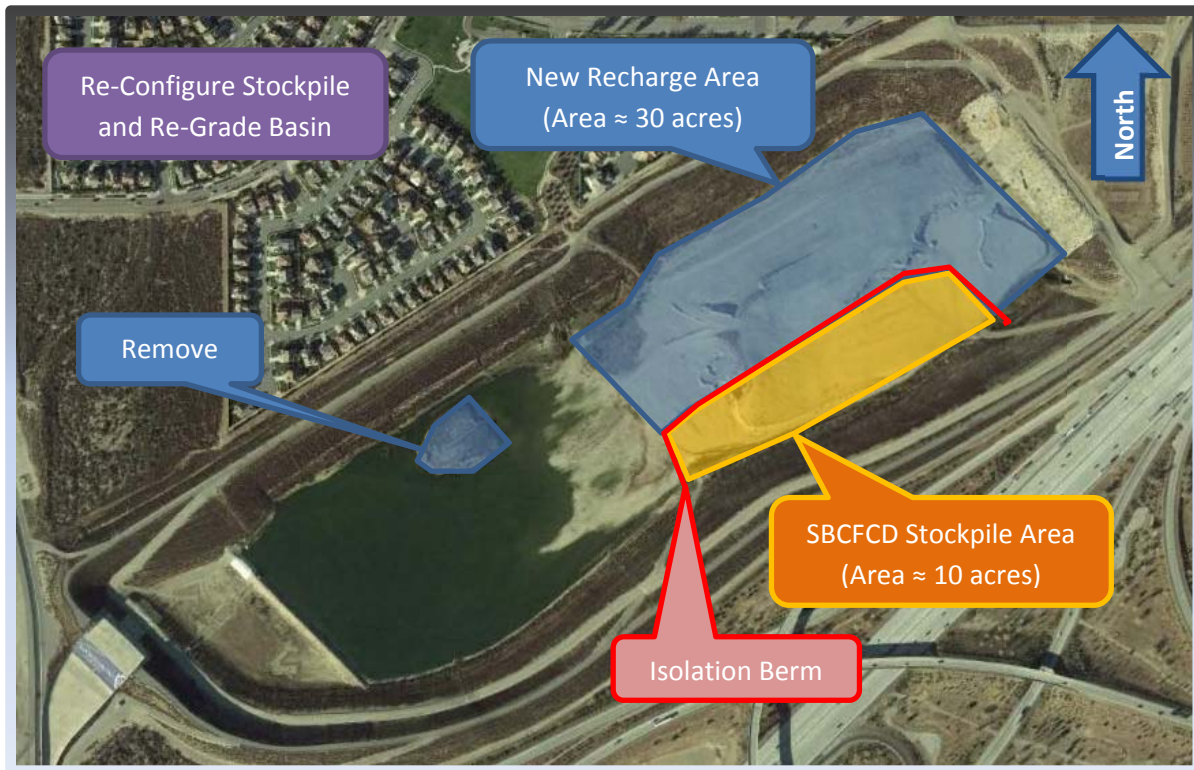 Re-Configure Stockpile
and Re-Grade Basin
New Recharge Area
(Area ≈ 30 acres)
North
Remove
SBCFCD Stockpile Area
(Area ≈ 10 acres)
Isolation Berm